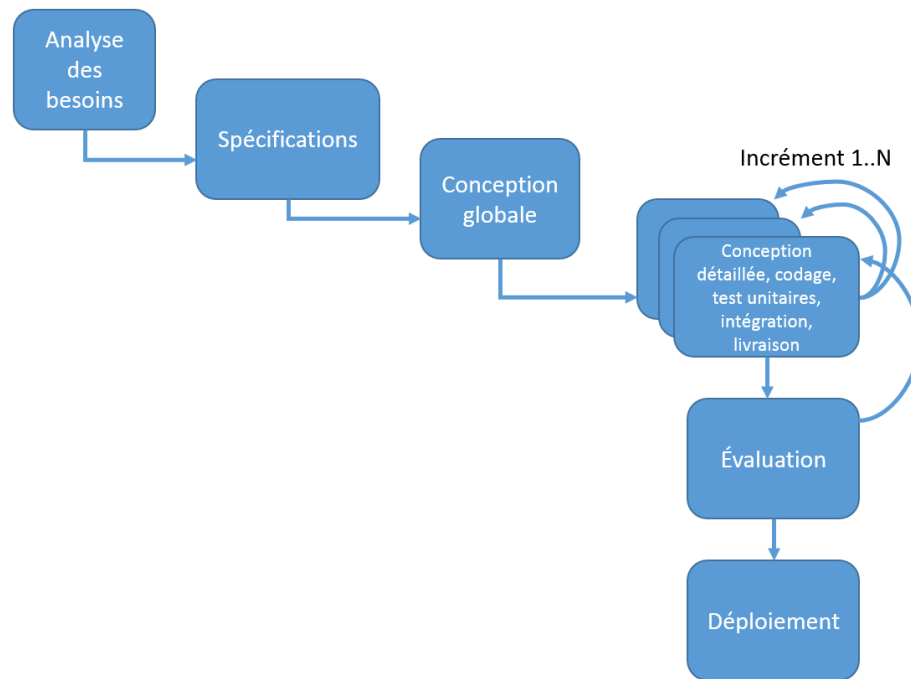 Analyse
des
besoins
Spécifications
Conception
globale
Incrément 1..N
Conception
détaillée, codage,
test unitaires,
intégration,
livraison
Évaluation
Déploiement